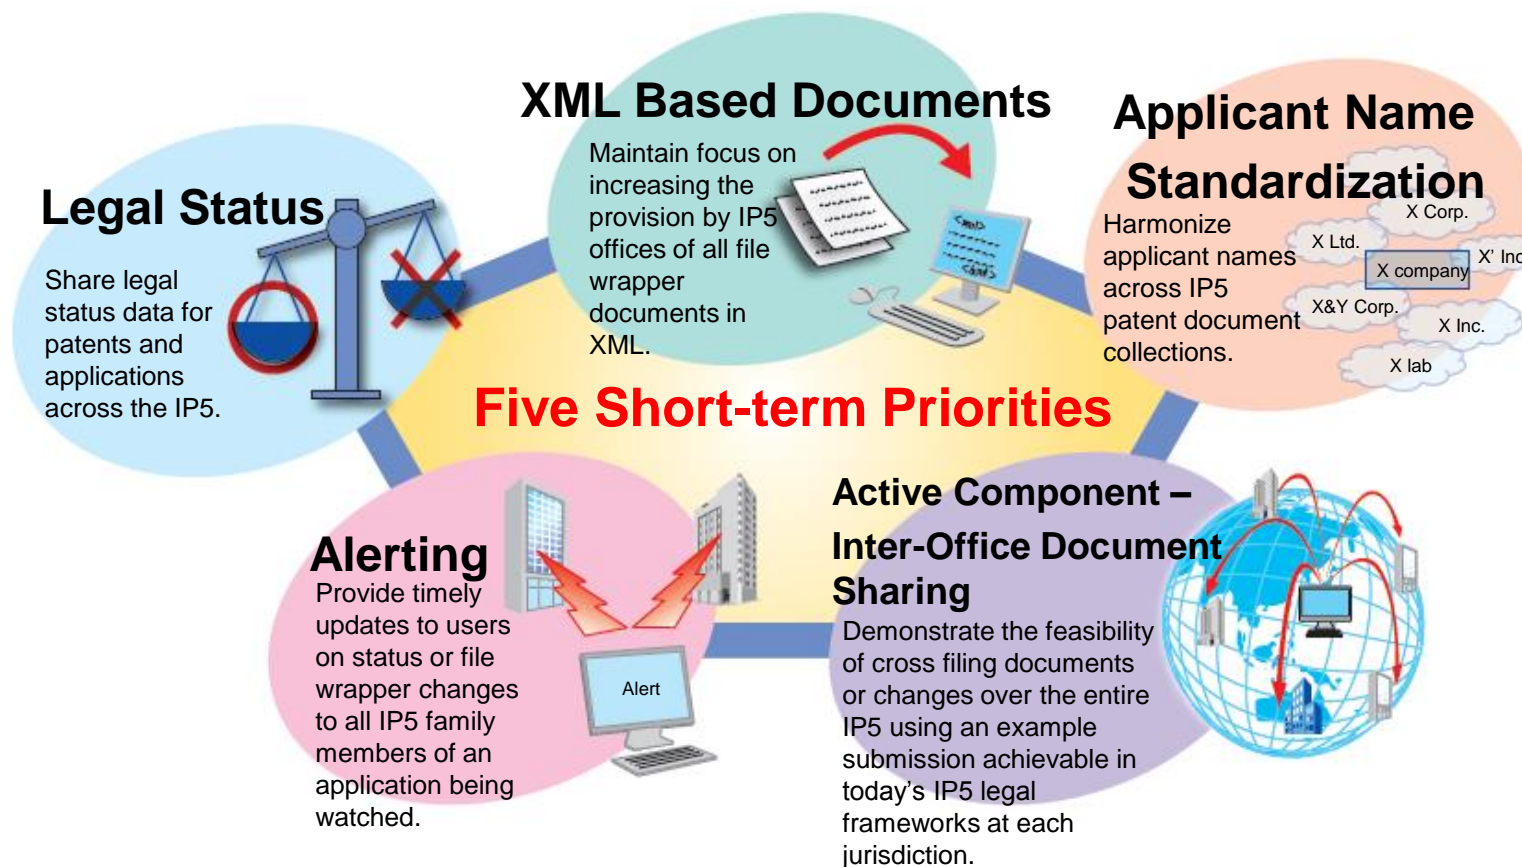 XML Based Documents
Maintain focus on
increasing the
provision by IP5
offices of all file
wrapper
documents in
XML.
<xml>
Applicant Name
Standardization
Harmonize
applicant names
across IP5
patent document
collections.
X Corp.
X Ltd.
X' Inc
X company
X&Y Corp.
X Inc.
X lab
Legal Status
Share legal
status data for
patents and
applications
across the IP5.
Five Short-term Priorities
Alerting
Provide timely
updates to users
on status or file
wrapper changes
to all IP5 family
members of an
application being
watched.
Alert
Active Component –
Inter-Office Document
Sharing
Demonstrate the feasibility
of cross filing documents
or changes over the entire
IP5 using an example
submission achievable in
today's IP5 legal
frameworks at each
jurisdiction.